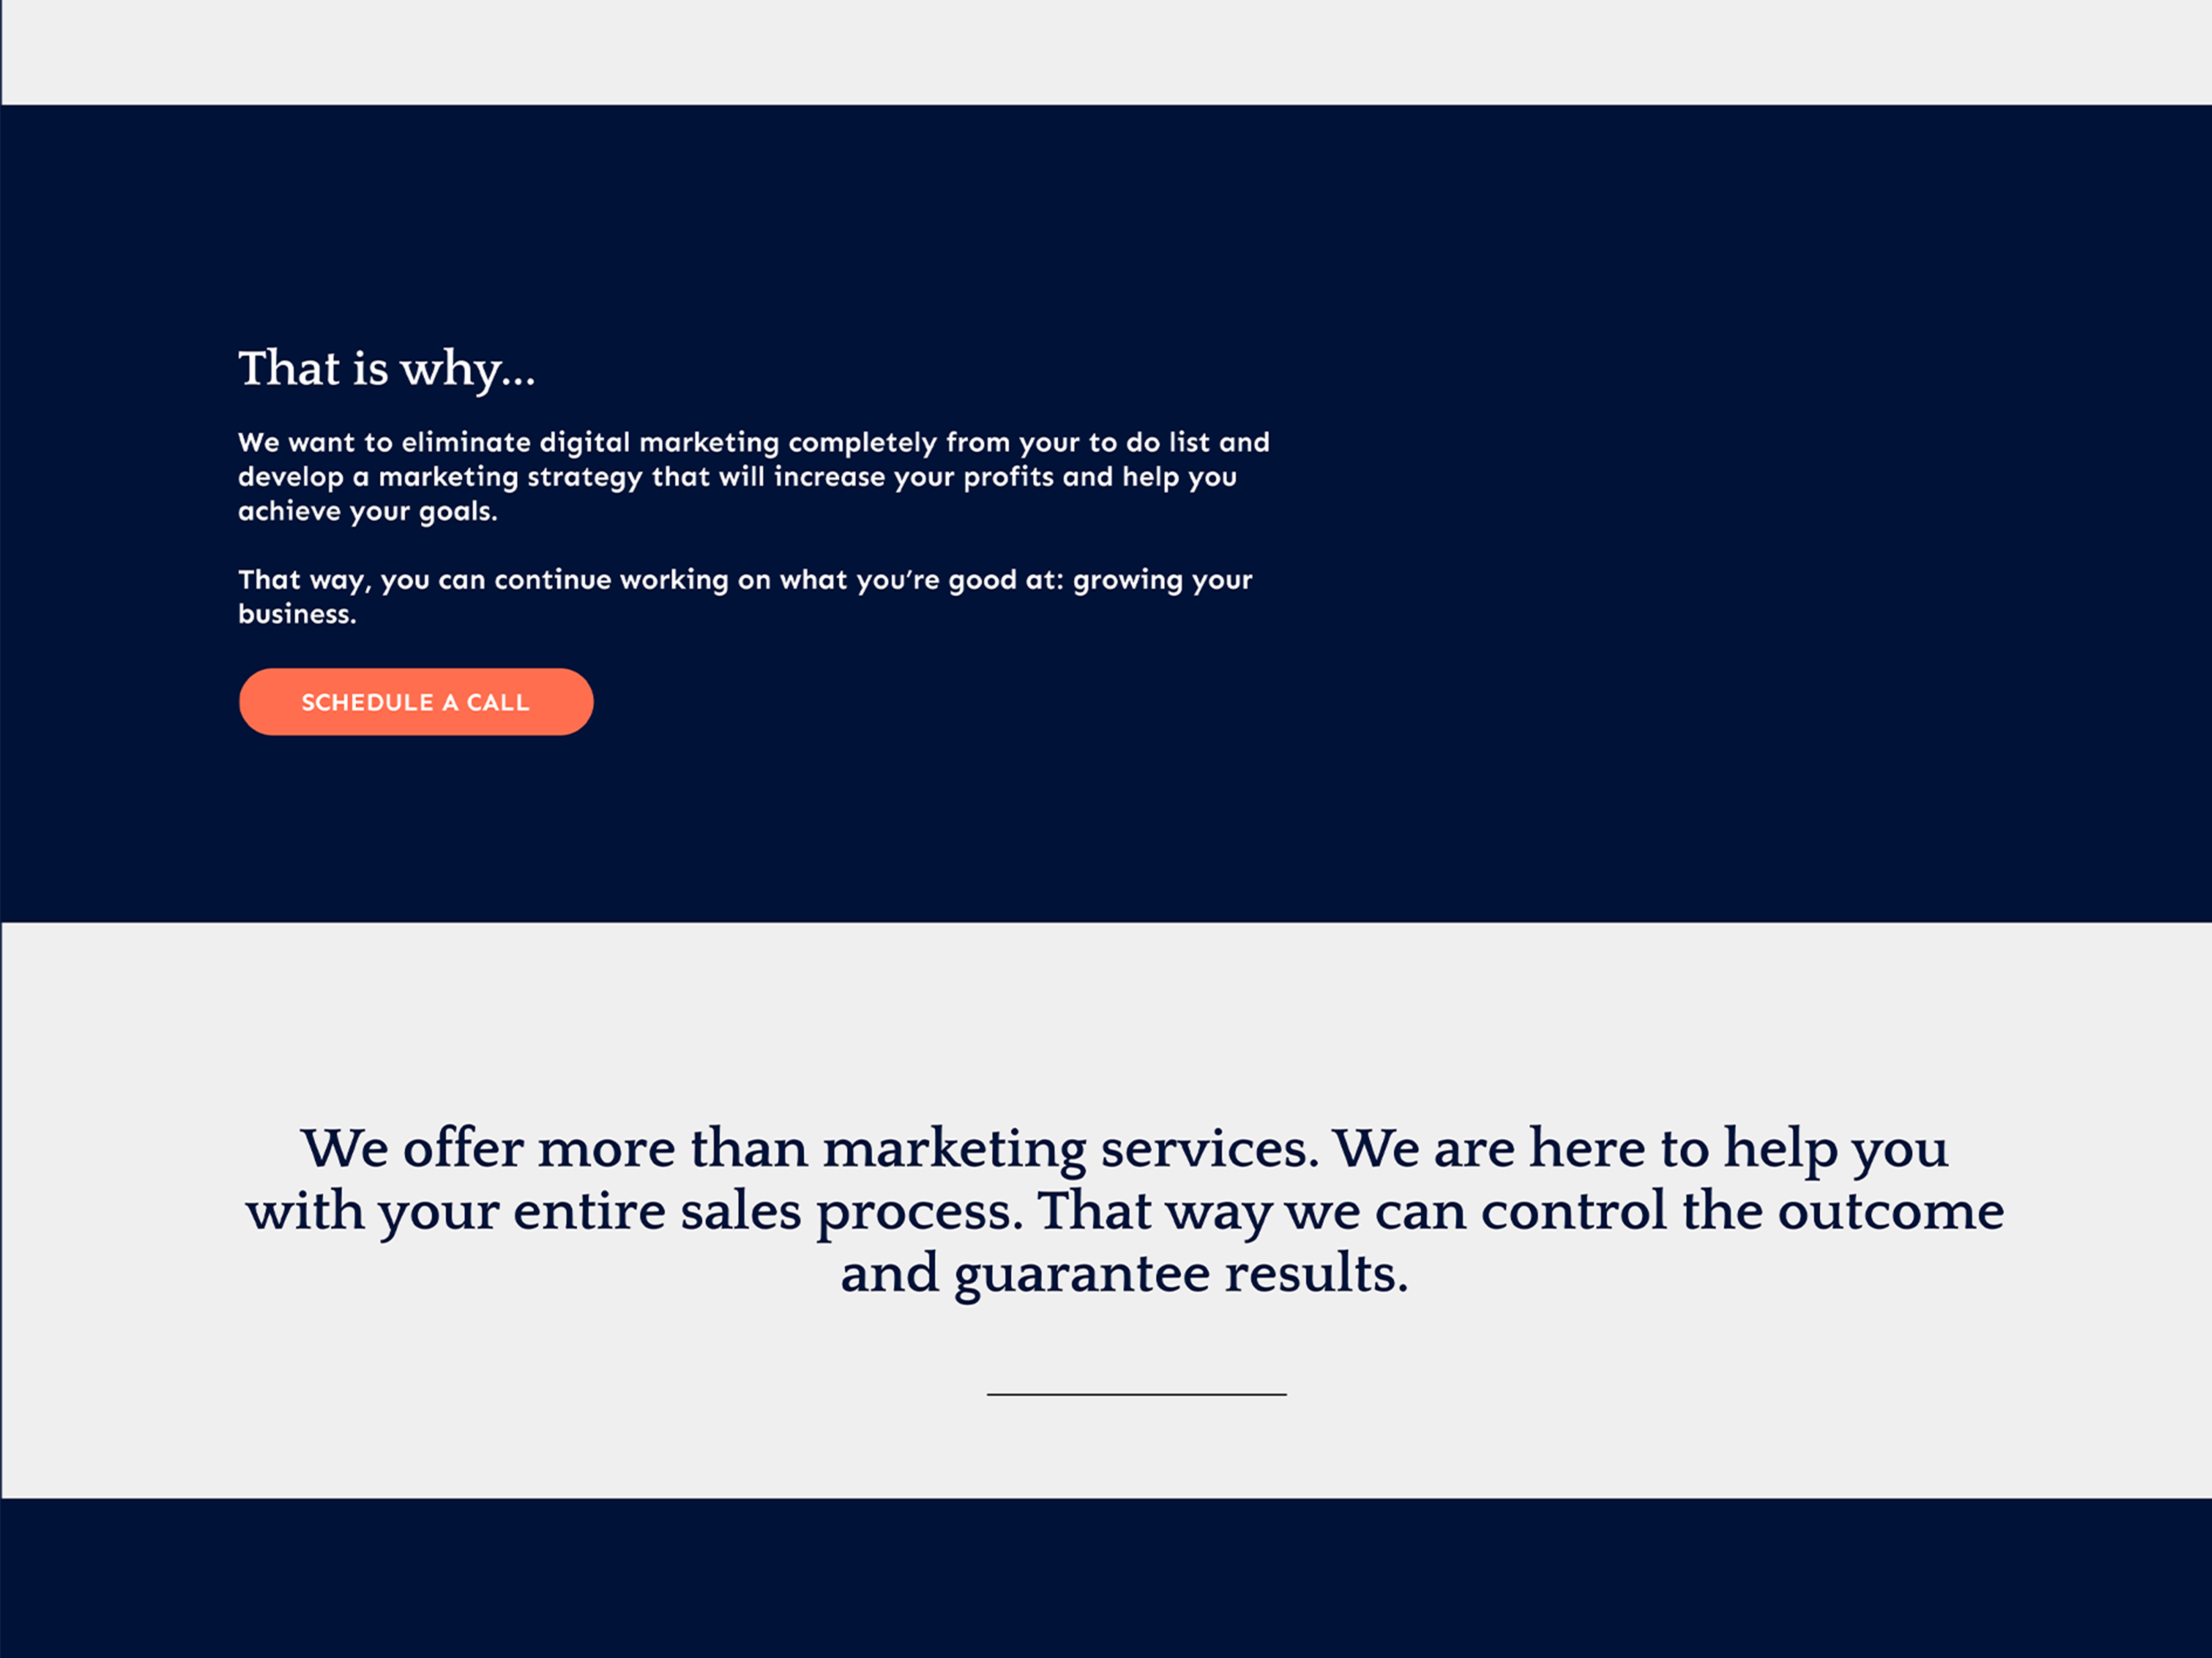 That is why...
We want to eliminate digital marketing completely from your to do list and
develop a marketing strategy that will increase your profits and help you
achieve your goals.
That way, you can continue working on what you’re good at: growing your
business.
SCHEDULE A CALL
We offer more than marketing services. We are here to help you
with your entire sales process. That way we can control the outcome
and guarantee results.